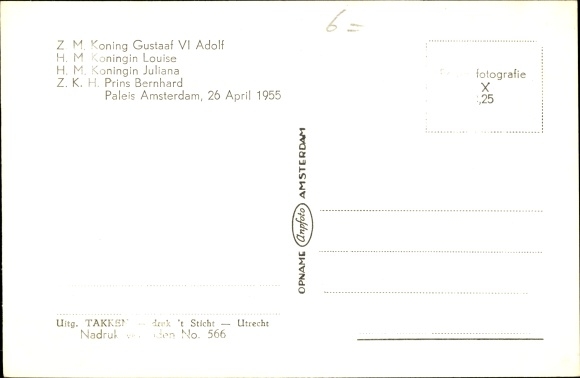 6 =
Z. M. Koning Gustaaf VI Adolf
H. M. Koningin Louise
H. M. Koningin Juliana
Z. K. H. Prins Bernhard
Paleis Amsterdam, 26 April 1955
fotografie
X
,25
OPNAME Anpfoto AMSTERDAM
Uitg. TAKKEN — druk 't Sticht — Utrecht
Nadruk No. 566